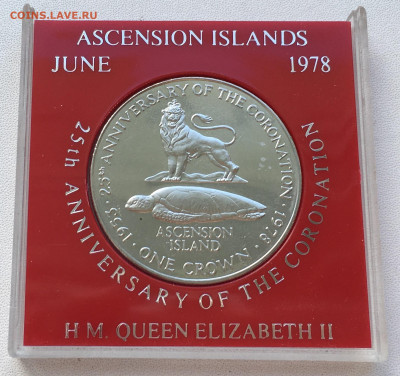 COINS.LAVE.RU
ASCENSION ISLANDS
JUNE 1978
25th ANNIVERSARY OF THE CORONATION
1953 · 25th ANNIVERSARY OF THE CORONATION · 1978
ASCENSION
ISLAND
· ONE CROWN ·
H M. QUEEN ELIZABETH II